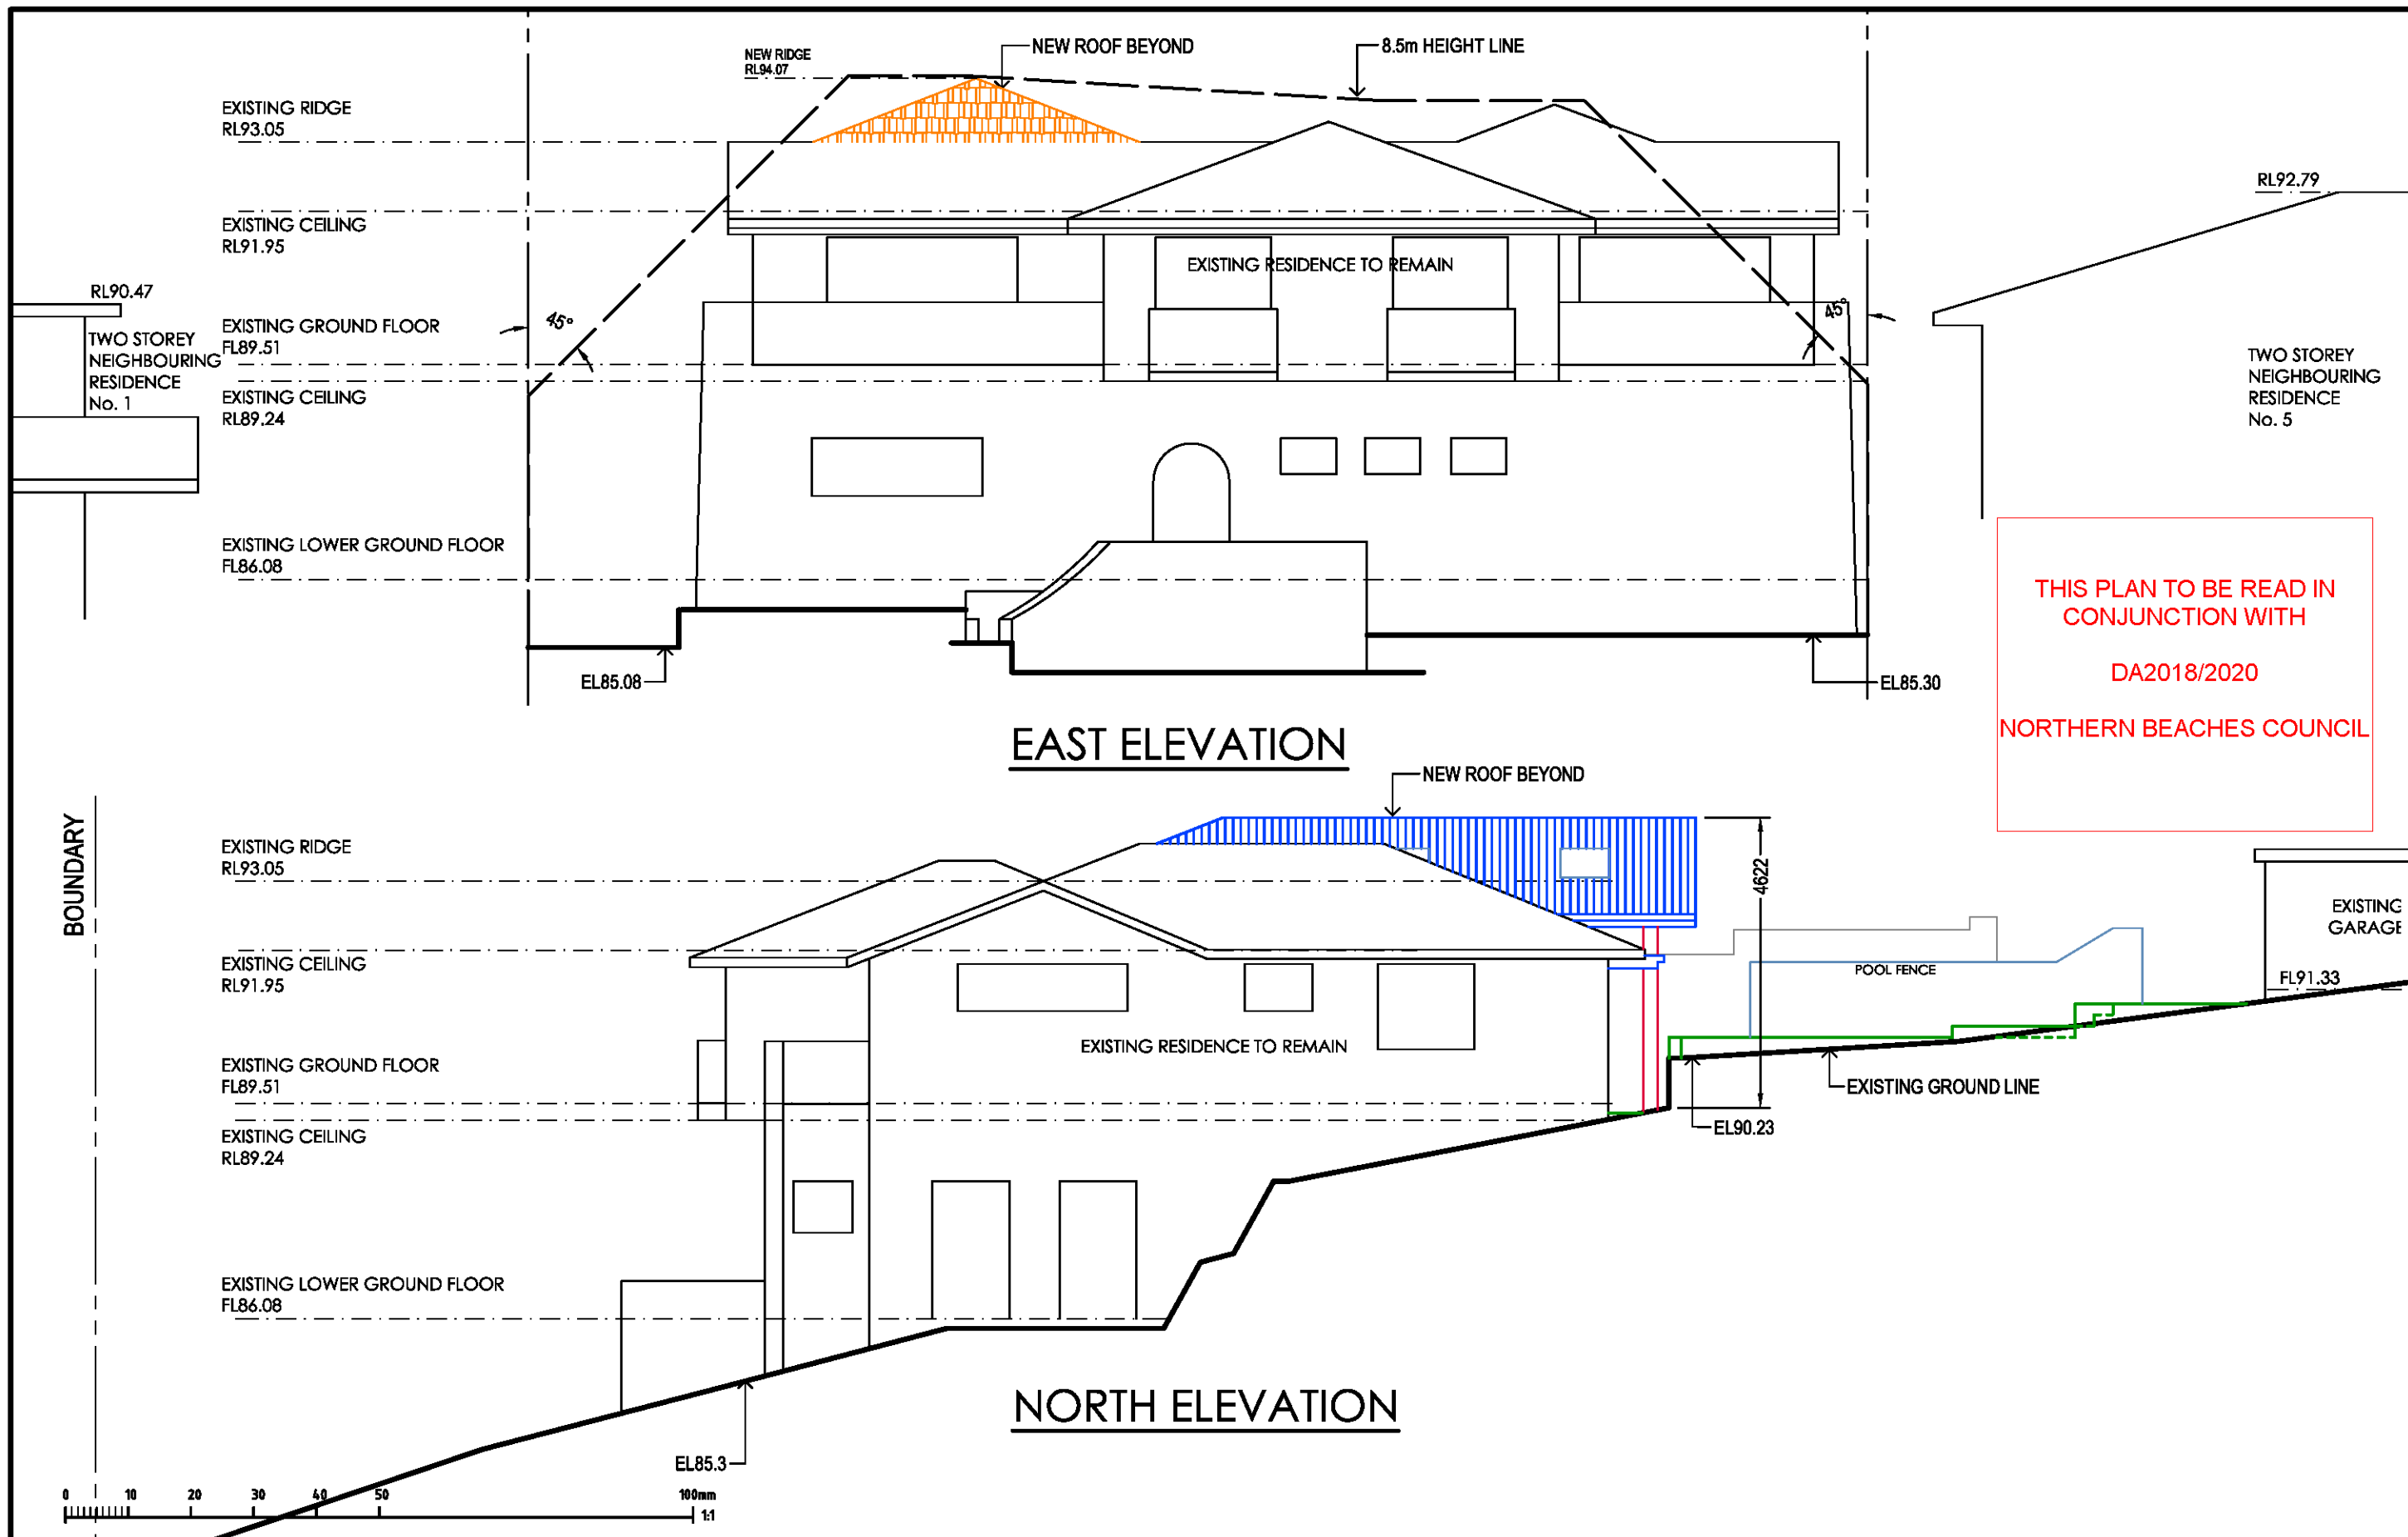 NEW RIDGE
RL94.07
NEW ROOF BEYOND
8.5m HEIGHT LINE
EXISTING RIDGE
RL93.05
RL92.79
EXISTING CEILING
RL91.95
EXISTING RESIDENCE TO REMAIN
RL90.47
EXISTING GROUND FLOOR
FL89.51
45°
45°
TWO STOREY
NEIGHBOURING
RESIDENCE
No. 1
TWO STOREY
NEIGHBOURING
RESIDENCE
No. 5
EXISTING CEILING
RL89.24
EXISTING LOWER GROUND FLOOR
FL86.08
EL85.08
EL85.30
THIS PLAN TO BE READ IN
CONJUNCTION WITH
DA2018/2020
NORTHERN BEACHES COUNCIL
EAST ELEVATION
NEW ROOF BEYOND
BOUNDARY
EXISTING RIDGE
RL93.05
4622
EXISTING
GARAGE
EXISTING CEILING
RL91.95
POOL FENCE
FL91.33
EXISTING RESIDENCE TO REMAIN
EXISTING GROUND FLOOR
FL89.51
EXISTING GROUND LINE
EL90.23
EXISTING CEILING
RL89.24
EXISTING LOWER GROUND FLOOR
FL86.08
NORTH ELEVATION
EL85.3
0 10 20 30 40 50 100mm
1:1